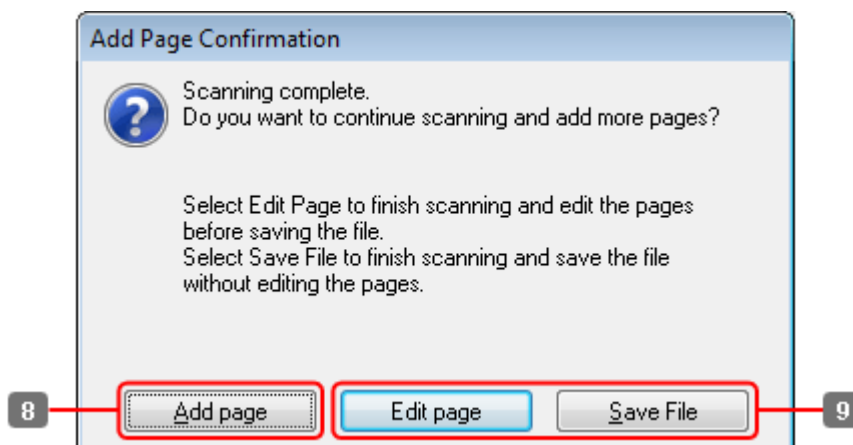 Add Page Confirmation
Scanning complete.
Do you want to continue scanning and add more pages?
Select Edit Page to finish scanning and edit the pages
before saving the file.
Select Save File to finish scanning and save the file
without editing the pages.
8 Add page Edit page Save File 9